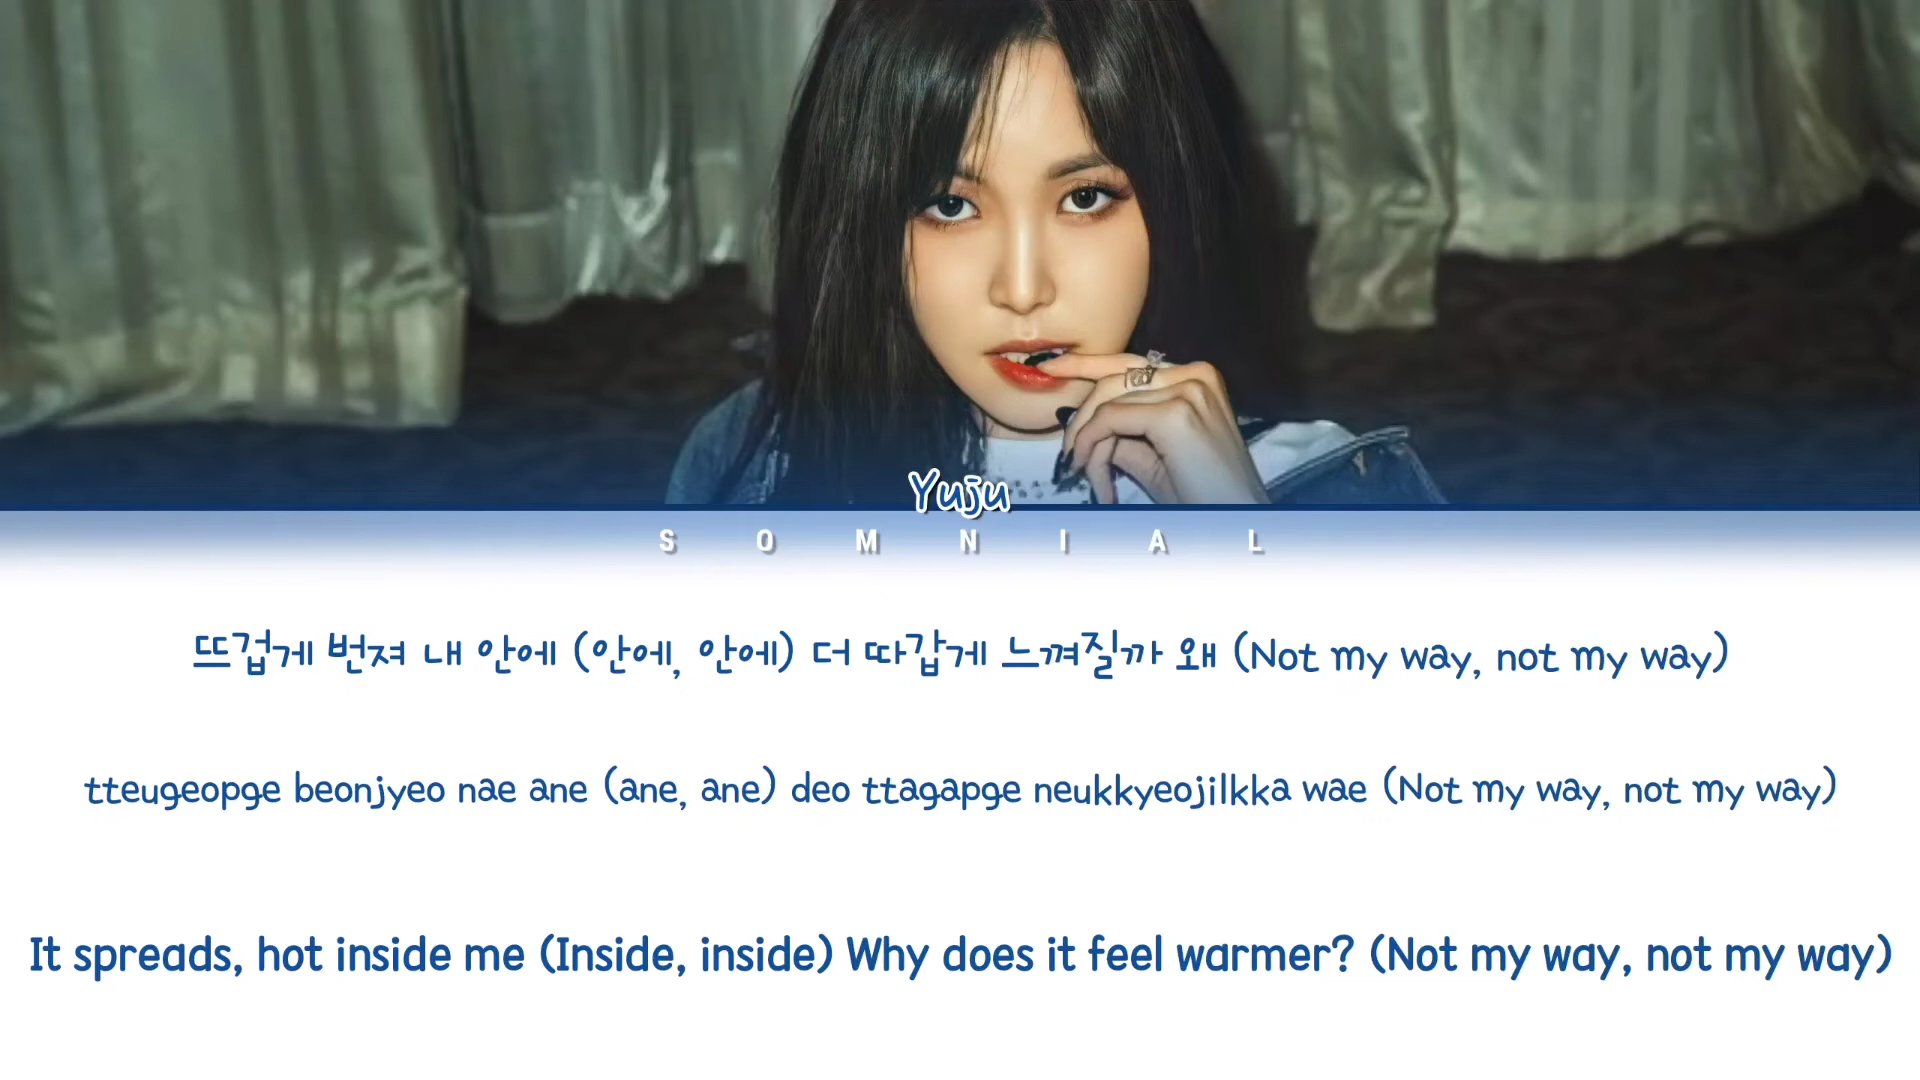 Yuju
SOMNIAL
뜨겁게 번져 내 안에 (안에, 안에) 더 따갑게 느껴질까 왜 (Not my way, not my way)
tteugeopge beonjyeo nae ane (ane, ane) deo ttagapge neukkyeojilkka wae (Not my way, not my way)
It spreads, hot inside me (Inside, inside) Why does it feel warmer? (Not my way, not my way)